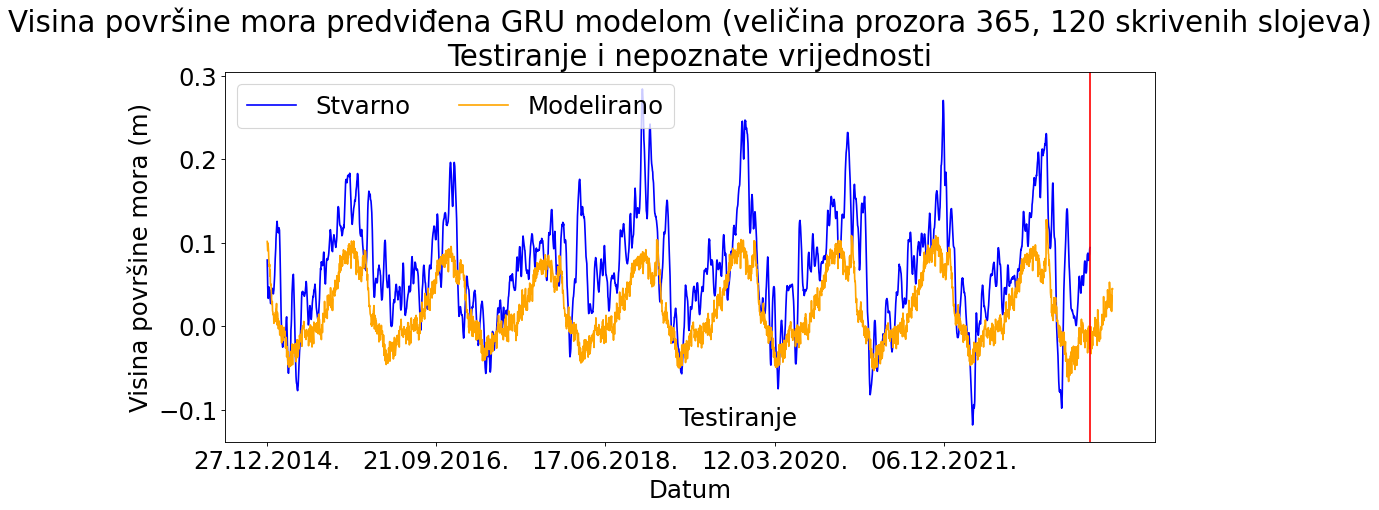 Visina površine mora predviđena GRU modelom (veličina prozora 365, 120 skrivenih slojeva)
Testiranje i nepoznate vrijednosti
Stvarno Modelirano
Visina površine mora (m)
0.3
0.2
0.1
0.0
−0.1
Testiranje
27.12.2014. 21.09.2016. 17.06.2018. 12.03.2020. 06.12.2021.
Datum